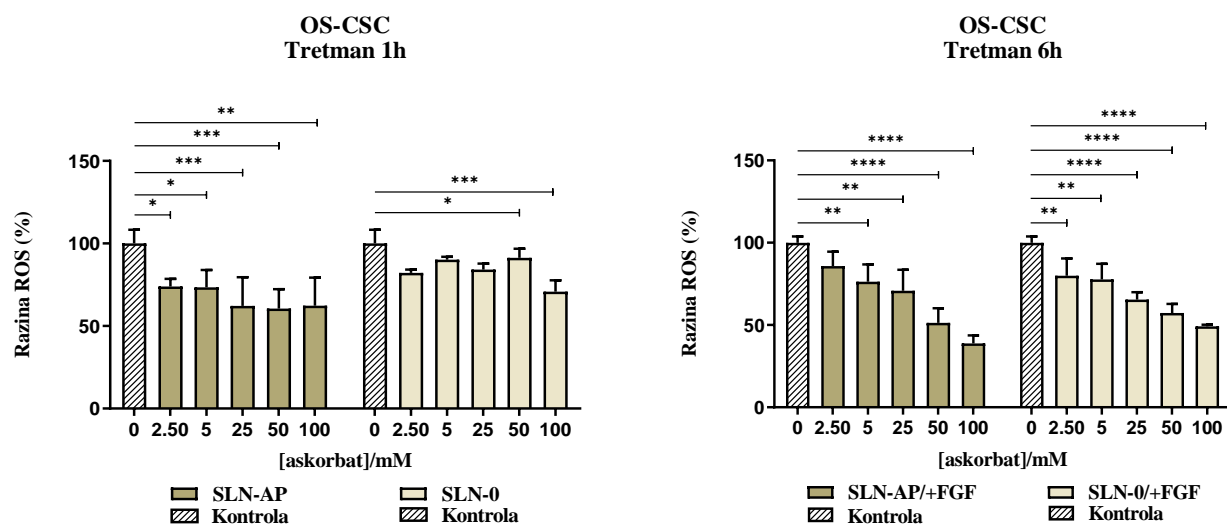 OS-CSC
Tretman 1h
**
***
***
*
*
***
*
Razina ROS (%)
150
100
50
0
0 2.50 5 25 50 100 0 2.50 5 25 50 100
[askorbat]/mM
SLN-AP SLN-0
Kontrola Kontrola
OS-CSC
Tretman 6h
****
****
**
**
****
****
****
**
**
Razina ROS (%)
150
100
50
0
0 2.50 5 25 50 100 0 2.50 5 25 50 100
[askorbat]/mM
SLN-AP/+FGF SLN-0/+FGF
Kontrola Kontrola